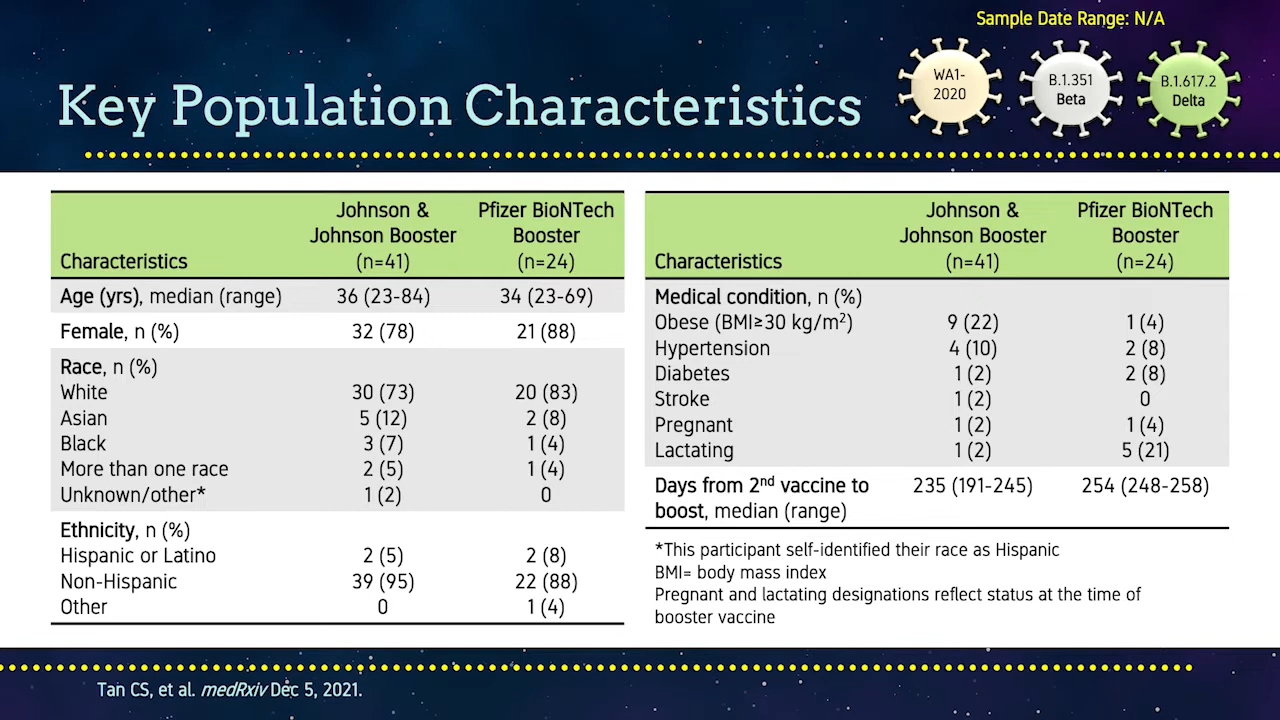 Sample Date Range: N/A
WA1-
2020
B.1.351
Beta
B.1.617.2
Delta
Key Population Characteristics
Characteristics Johnson & Johnson Booster (n=41) Pfizer BioNTech Booster (n=24)
Age (yrs), median (range) 36 (23-84) 34 (23-69)
Female, n (%) 32 (78) 21 (88)
Race, n (%)
White 30 (73) 20 (83)
Asian 5 (12) 2 (8)
Black 3 (7) 1 (4)
More than one race 2 (5) 1 (4)
Unknown/other* 1 (2) 0
Ethnicity, n (%)
Hispanic or Latino 2 (5) 2 (8)
Non-Hispanic 39 (95) 22 (88)
Other 0 1 (4)
Characteristics Johnson & Johnson Booster (n=41) Pfizer BioNTech Booster (n=24)
Medical condition, n (%)
Obese (BMI≥30 kg/m²) 9 (22) 1 (4)
Hypertension 4 (10) 2 (8)
Diabetes 1 (2) 2 (8)
Stroke 1 (2) 0
Pregnant 1 (2) 1 (4)
Lactating 1 (2) 5 (21)
Days from 2nd vaccine to 235 (191-245) 254 (248-258)
boost, median (range)
*This participant self-identified their race as Hispanic
BMI= body mass index
Pregnant and lactating designations reflect status at the time of
booster vaccine
Tan CS, et al. medRxiv Dec 5, 2021.